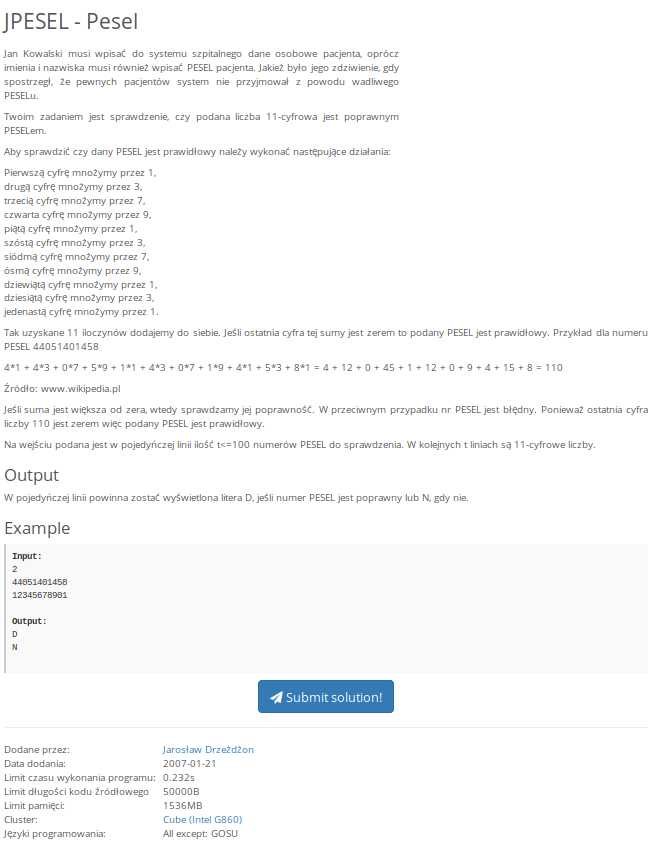 JPESEL - Pesel
Jan Kowalski musi wpisać do systemu szpitalnego dane osobowe pacjenta, oprócz
imienia i nazwiska musi również wpisać PESEL pacjenta. Jakież było jego zdziwienie, gdy
spostrzegł, że pewnych pacjentów system nie przyjmował z powodu wadliwego
PESELu.
Twoim zadaniem jest sprawdzenie, czy podana liczba 11-cyfrowa jest poprawnym
PESELem.
Aby sprawdzić czy dany PESEL jest prawidłowy należy wykonać następujące działania:
Pierwszą cyfrę mnożymy przez 1,
drugą cyfrę mnożymy przez 3,
trzecią cyfrę mnożymy przez 7,
czwarta cyfrę mnożymy przez 9,
piątą cyfrę mnożymy przez 1,
szóstą cyfrę mnożymy przez 3,
siódmą cyfrę mnożymy przez 7,
ósmą cyfrę mnożymy przez 9,
dziewiątą cyfrę mnożymy przez 1,
dziesiątą cyfrę mnożymy przez 3,
jedenastą cyfrę mnożymy przez 1.
Tak uzyskane 11 iloczynów dodajemy do siebie. Jeśli ostatnia cyfra tej sumy jest zerem to podany PESEL jest prawidłowy. Przykład dla numeru
PESEL 44051401458
4*1 + 4*3 + 0*7 + 5*9 + 1*1 + 4*3 + 0*7 + 1*9 + 4*1 + 5*3 + 8*1 = 4 + 12 + 0 + 45 + 1 + 12 + 0 + 9 + 4 + 15 + 8 = 110
Źródło: www.wikipedia.pl
Jeśli suma jest większa od zera, wtedy sprawdzamy jej poprawność. W przeciwnym przypadku nr PESEL jest błędny. Ponieważ ostatnia cyfra
liczby 110 jest zerem więc podany PESEL jest prawidłowy.
Na wejściu podana jest w pojedyńczej linii ilość t<=100 numerów PESEL do sprawdzenia. W kolejnych t liniach są 11-cyfrowe liczby.
Output
W pojedyńczej linii powinna zostać wyświetlona litera D, jeśli numer PESEL jest poprawny lub N, gdy nie.
Example
Input:
2
44051401458
12345678901
Output:
D
N
Submit solution!
Dodane przez: Jarosław Drzeżdżon
Data dodania: 2007-01-21
Limit czasu wykonania programu: 0.232s
Limit długości kodu źródłowego 50000B
Limit pamięci: 1536MB
Cluster: Cube (Intel G860)
Języki programowania: All except: GOSU